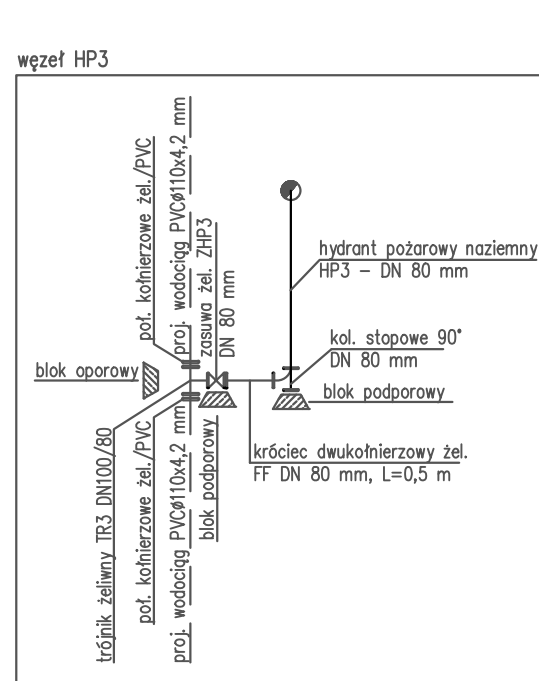 węzeł HP3
poł. kołnierzowe żel./PVC
proj. wodociąg PVCø110x4,2 mm
zasuwa żel. ZHP3
DN 80 mm
hydrant pożarowy naziemny
HP3 – DN 80 mm
kol. stopowe 90°
DN 80 mm
blok oporowy
blok podporowy
króciec dwukołnierzowy żel.
FF DN 80 mm, L=0,5 m
trójnik żeliwny TR3 DN100/80
poł. kołnierzowe żel./PVC
proj. wodociąg PVCø110x4,2 mm
blok podporowy